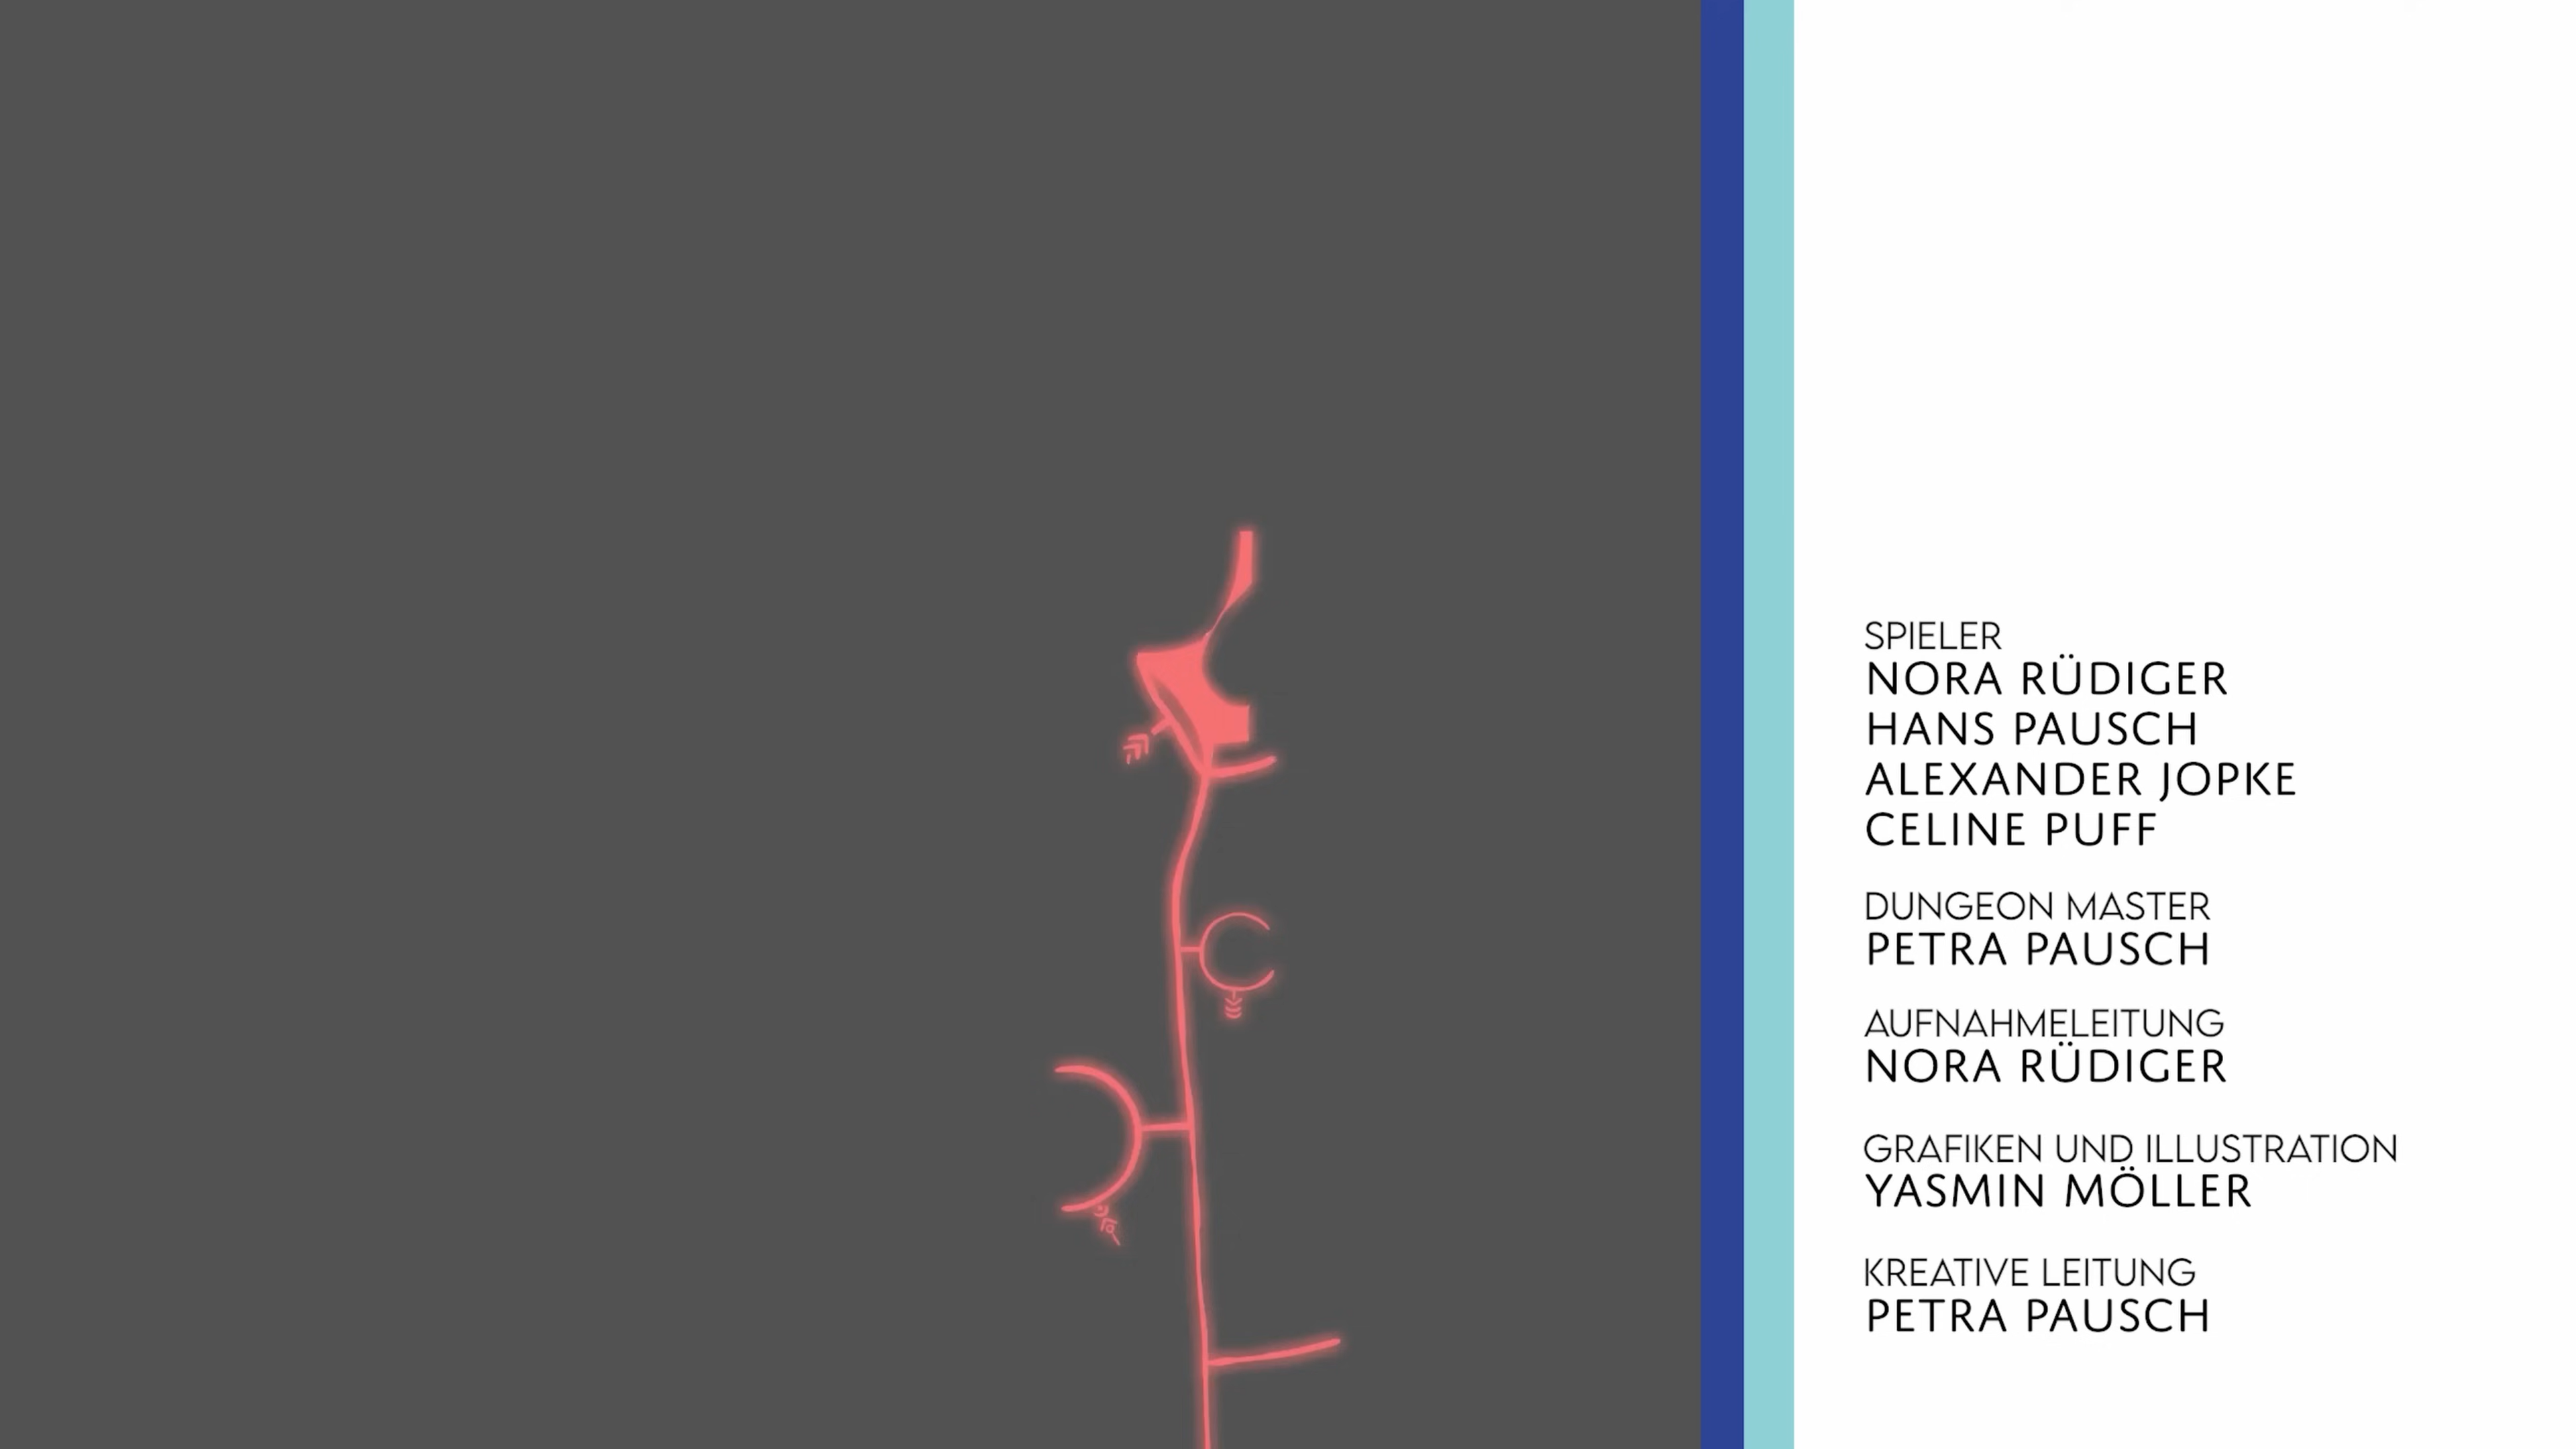 SPIELER
NORA RÜDIGER
HANS PAUSCH
ALEXANDER JOPKE
CELINE PUFF
DUNGEON MASTER
PETRA PAUSCH
AUFNAHMELEITUNG
NORA RÜDIGER
GRAFIKEN UND ILLUSTRATION
YASMIN MÖLLER
KREATIVE LEITUNG
PETRA PAUSCH